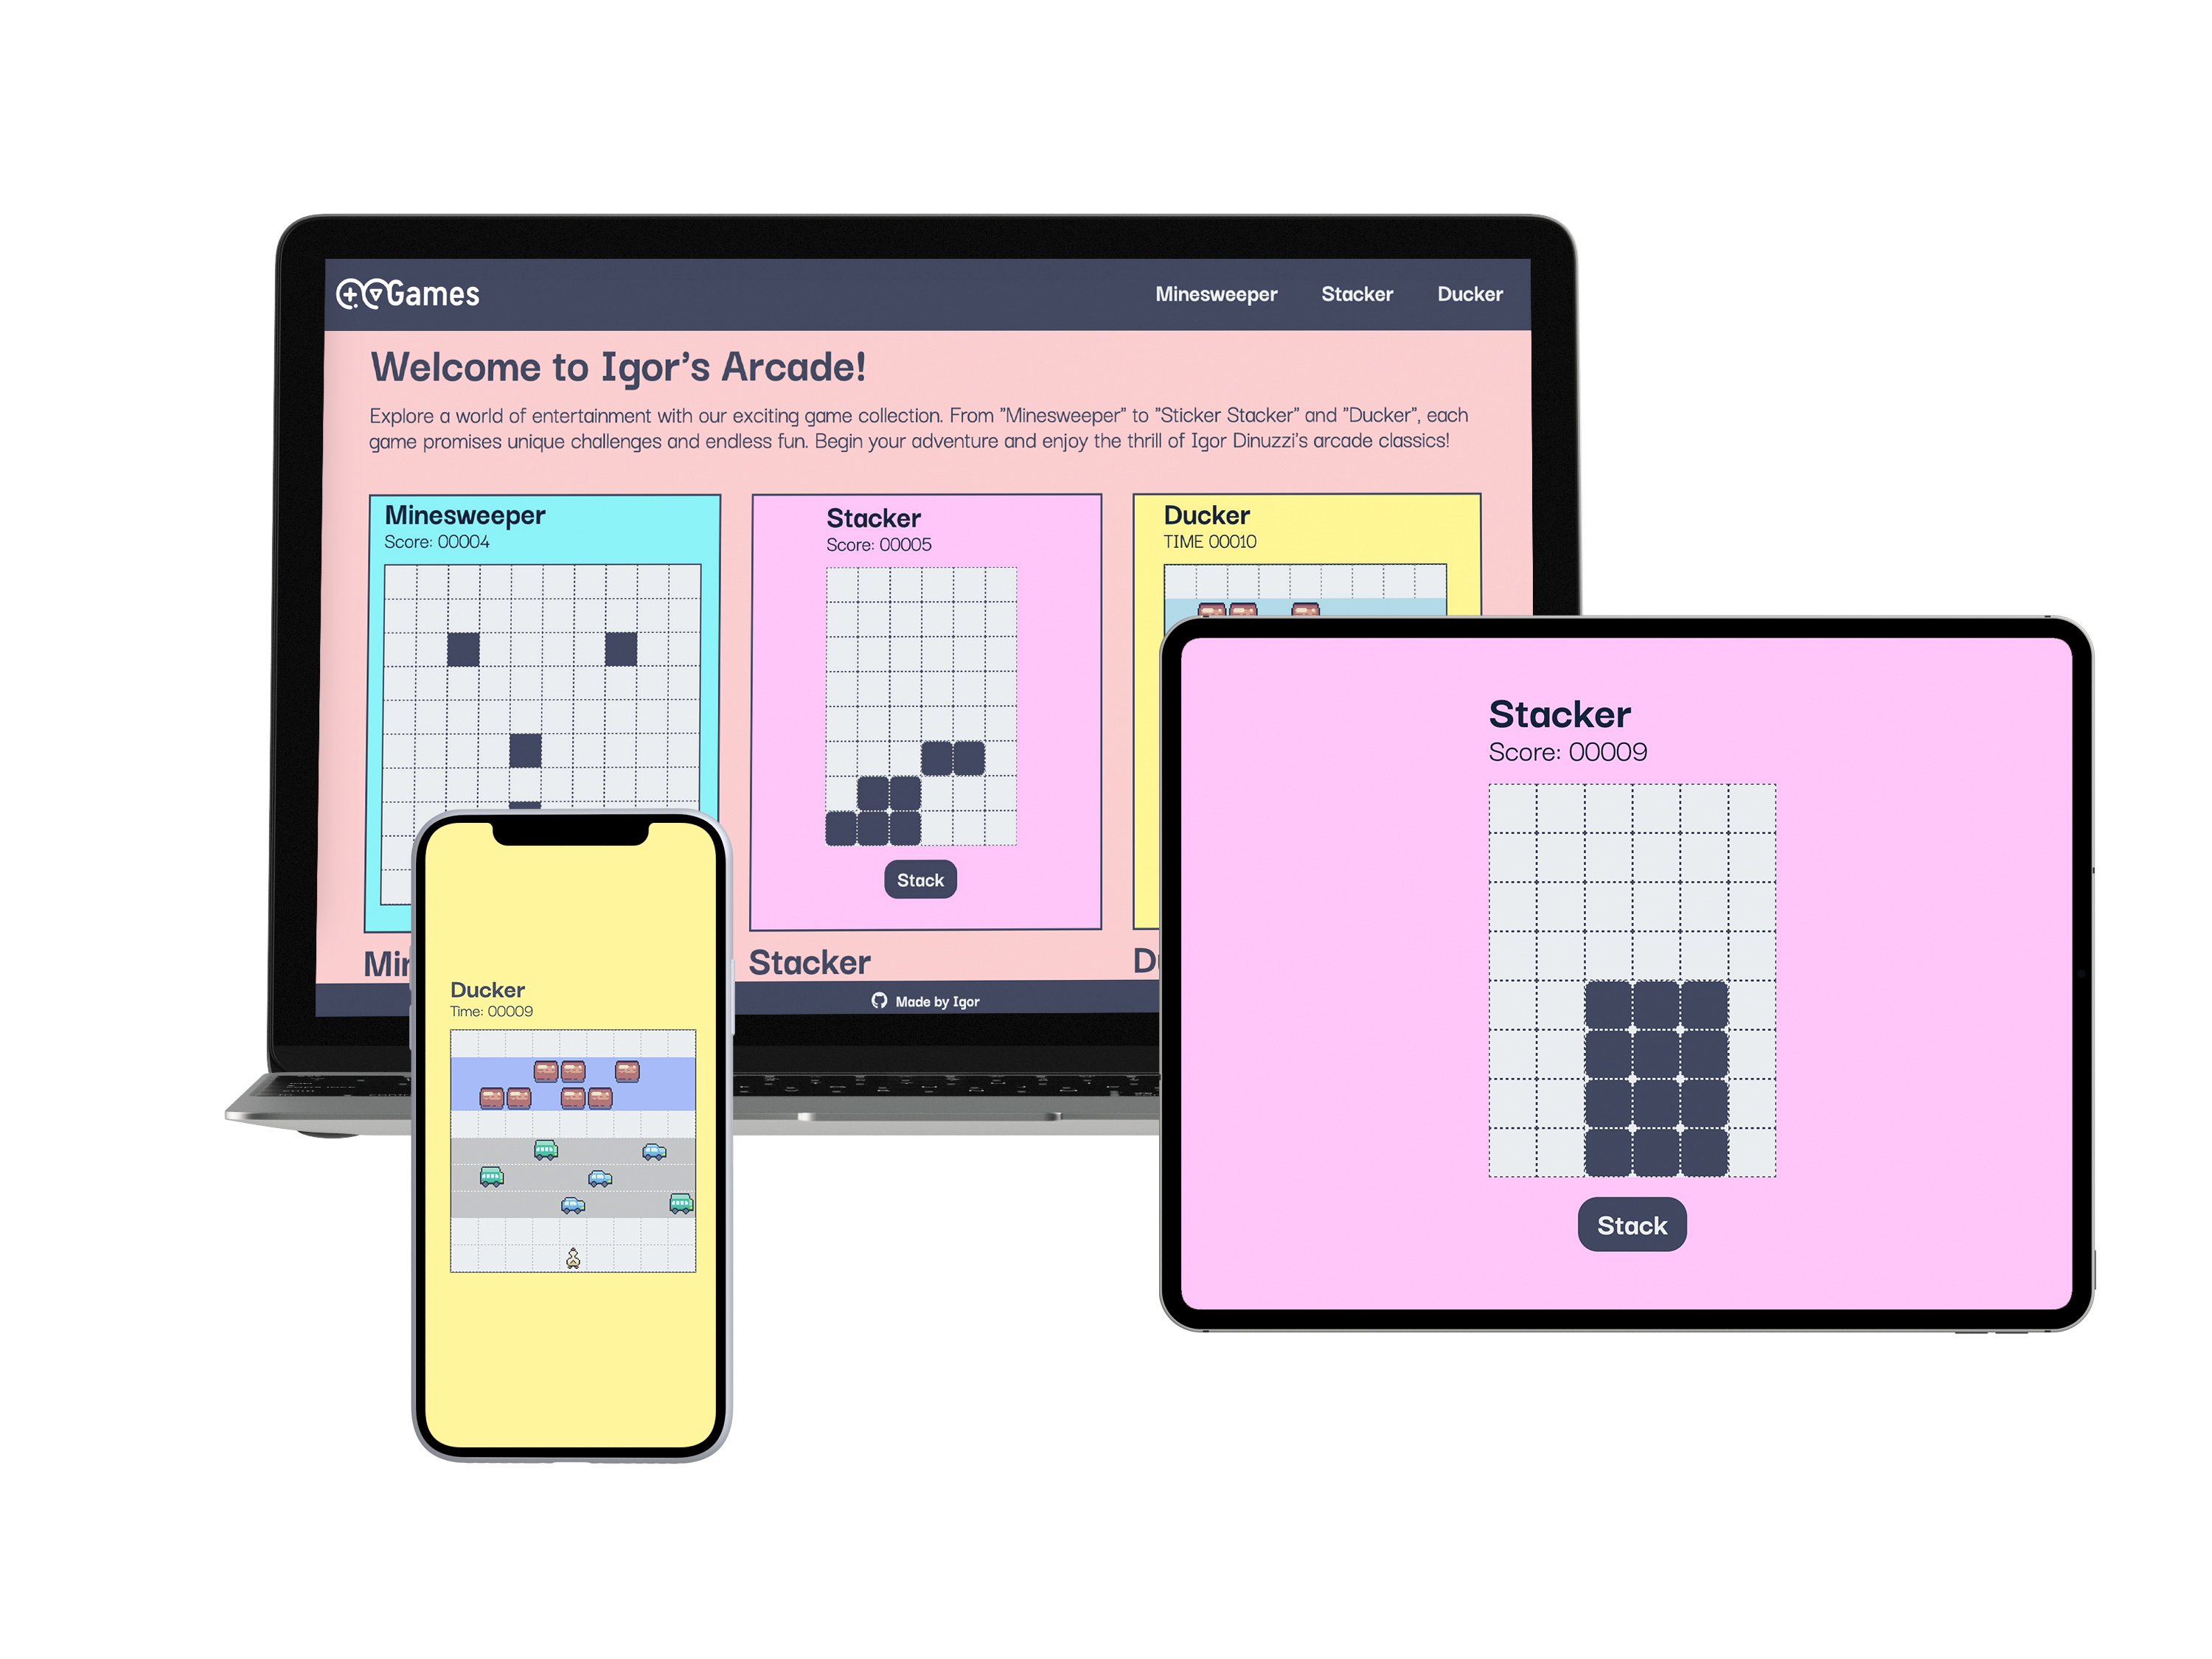 Games
Minesweeper
Stacker
Ducker
Welcome to Igor's Arcade!
Explore a world of entertainment with our exciting game collection. From "Minesweeper" to "Sticker Stacker" and "Ducker", each
game promises unique challenges and endless fun. Begin your adventure and enjoy the thrill of Igor Dinuzzi's arcade classics!
Minesweeper
Score: 00004
Stacker
Score: 00005
Stack
Ducker
TIME 00010
Stacker
Made by Igor
Ducker
Time: 00009
Stacker
Score: 00009
Stack